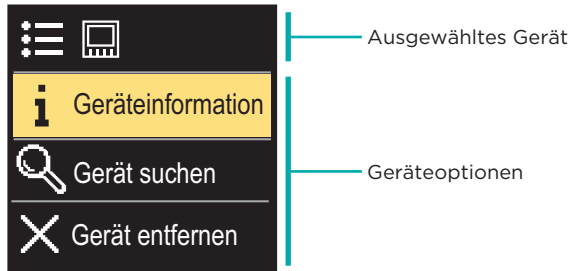 Ausgewähltes Gerät
Geräteinformation
Gerät suchen
Geräteoptionen
Gerät entfernen